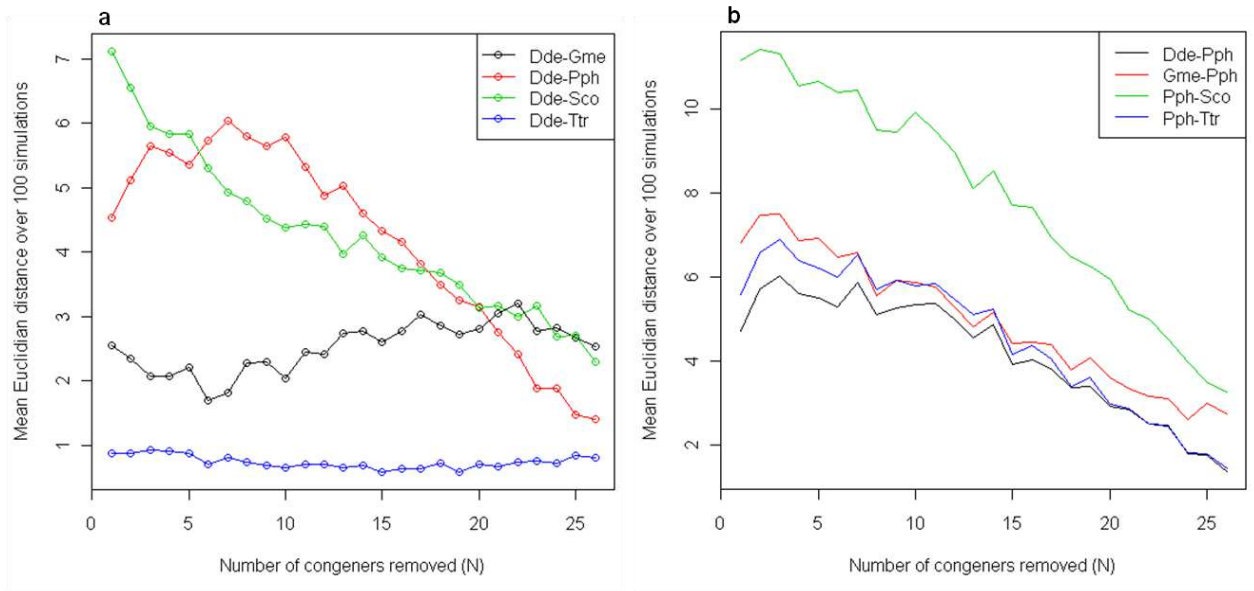 a
Dde-Gme
Dde-Pph
Dde-Sco
Dde-Ttr
Mean Euclidian distance over 100 simulations
7
6
5
4
3
2
1
0 5 10 15 20 25
Number of congeners removed (N)
b
Dde-Pph
Gme-Pph
Pph-Sco
Pph-Ttr
Mean Euclidian distance over 100 simulations
10
8
6
4
2
0 5 10 15 20 25
Number of congeners removed (N)